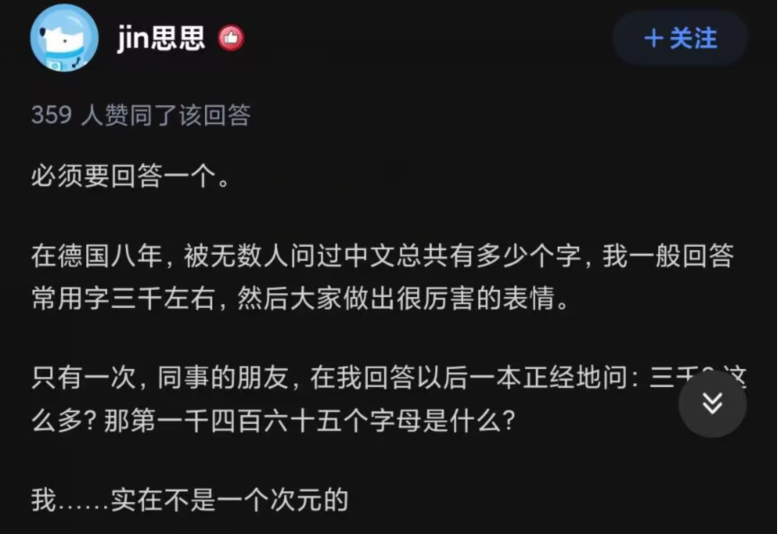 jin思思
+关注
359 人赞同了该回答
必须要回答一个。
在德国八年，被无数人问过中文总共有多少个字，我一般回答
常用字三千左右，然后大家做出很厉害的表情。
只有一次，同事的朋友，在我回答以后一本正经地问：三千？这
么多？那第一千四百六十五个字母是什么？
我……实在不是一个次元的